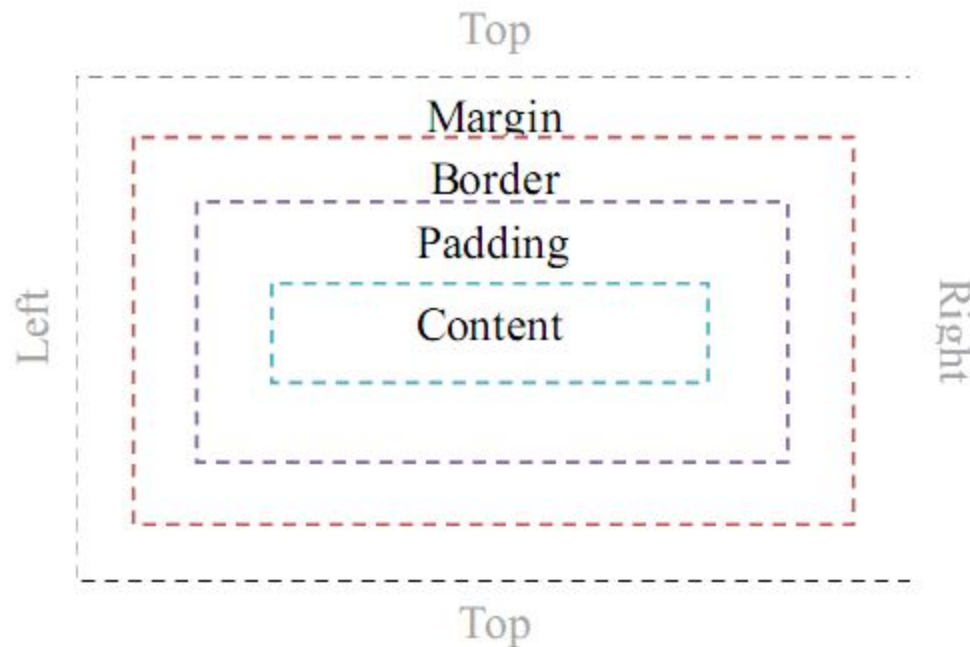 Top
Margin
Border
Padding
Content
Left
Right
Top